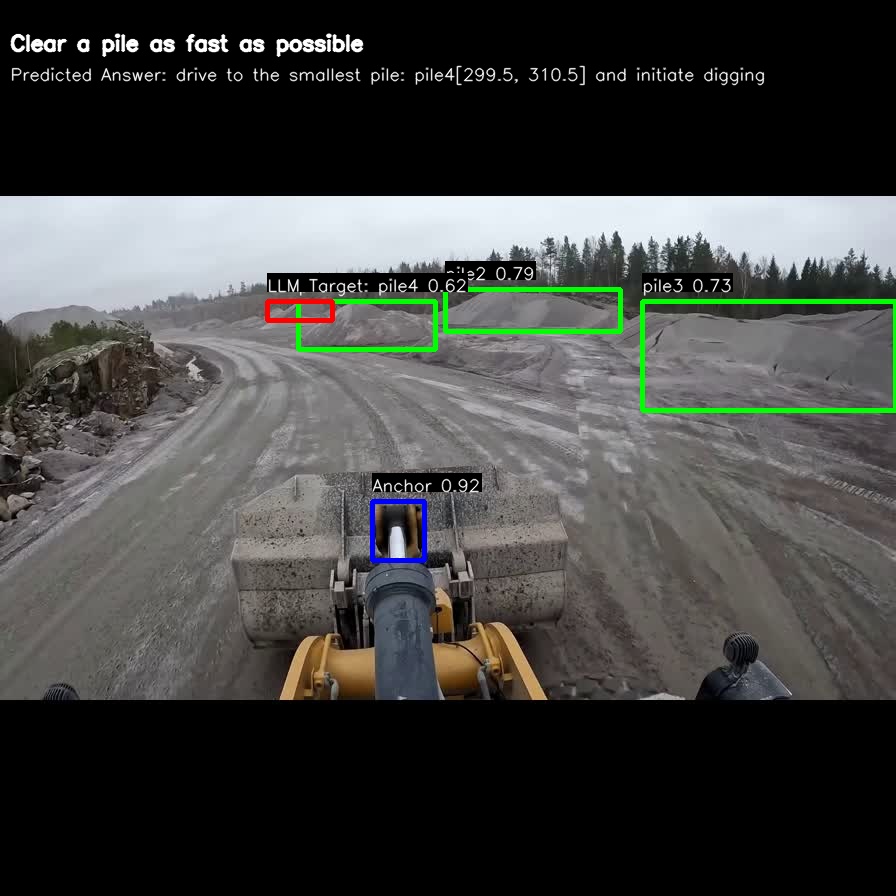 Clear a pile as fast as possible
Predicted Answer: drive to the smallest pile: pile4[299.5, 310.5] and initiate digging
pile2 0.79
LLM Target: pile4 0.62
pile3 0.73
Anchor 0.92